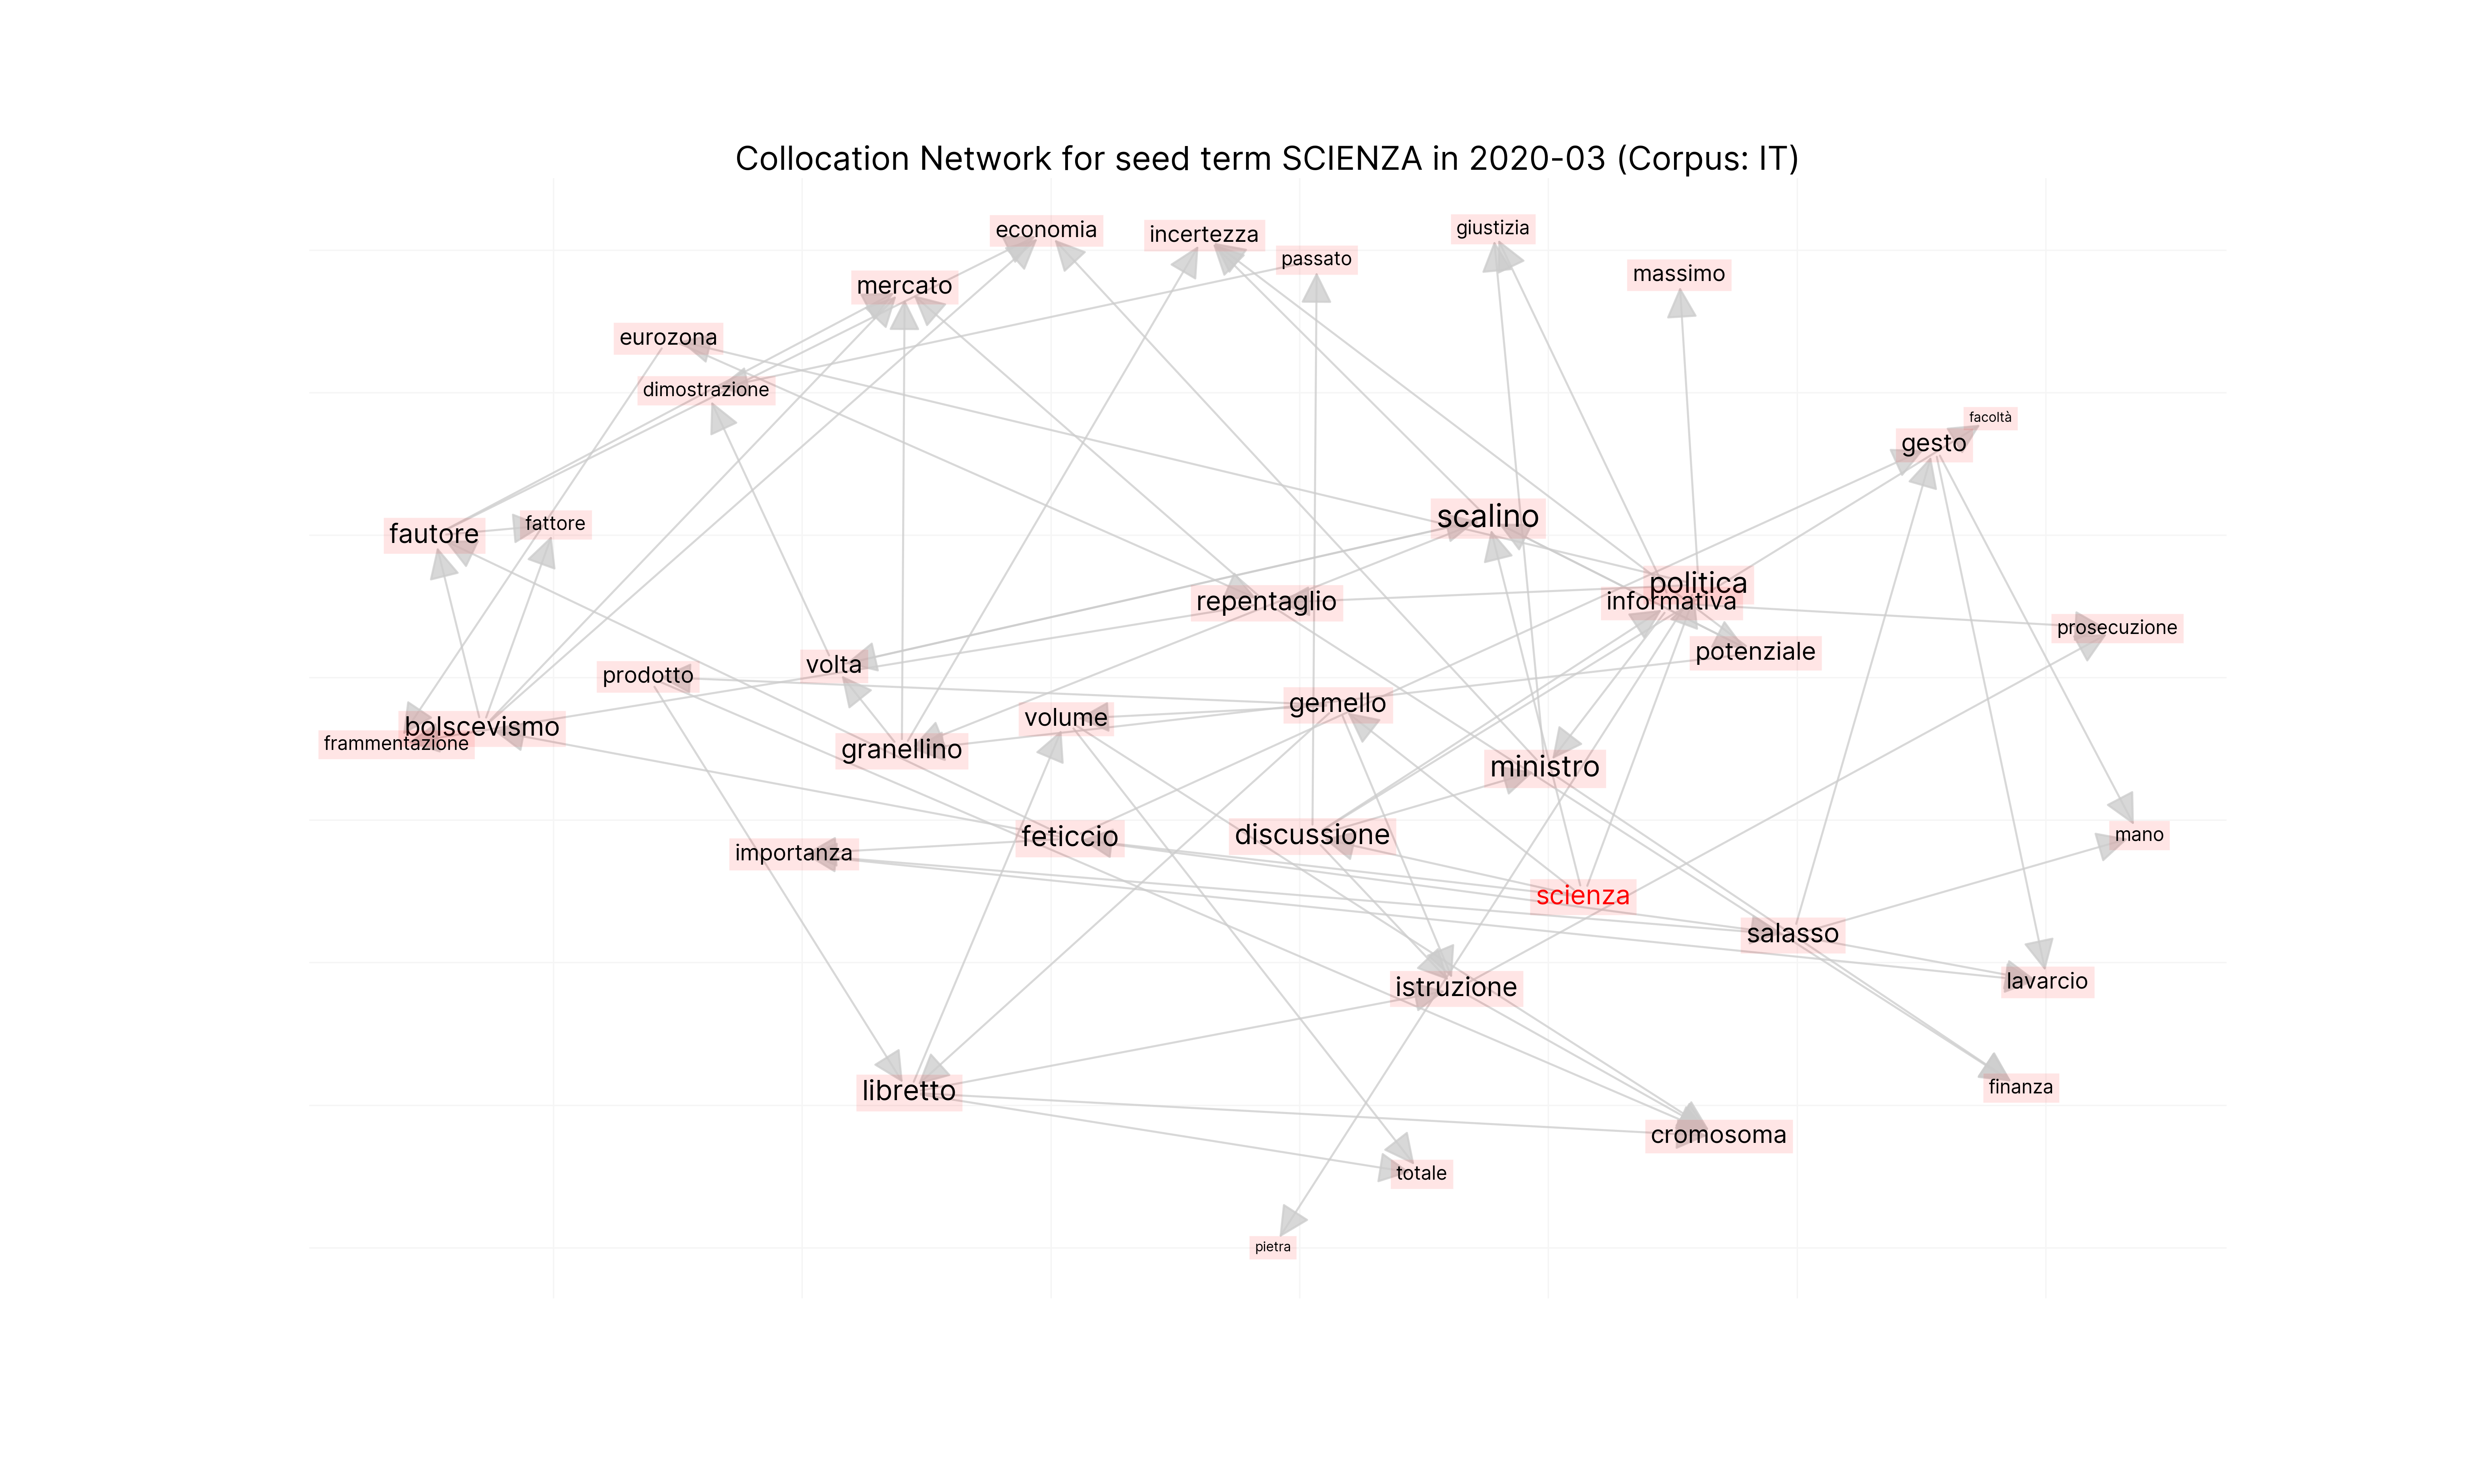 Collocation Network for seed term SCIENZA in 2020-03 (Corpus: IT)
economia
incertezza
giustizia
passato
massimo
mercato
eurozona
dimostrazione
facoltà
gesto
scalino
fattore
fautore
politica
informativa
repentaglio
prosecuzione
potenziale
volta
prodotto
gemello
volume
bolscevismo
frammentazione
granellino
ministro
feticcio
discussione
mano
importanza
scienza
salasso
lavarcio
istruzione
libretto
finanza
cromosoma
totale
pietra